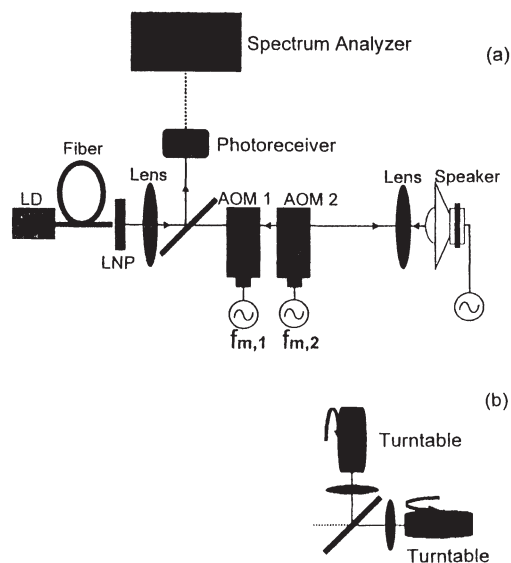 Spectrum Analyzer
(a)
Photoreceiver
Fiber
Lens
LD
LNP
AOM 1
AOM 2
Lens
Speaker
fm,1
fm,2
(b)
Turntable
Turntable